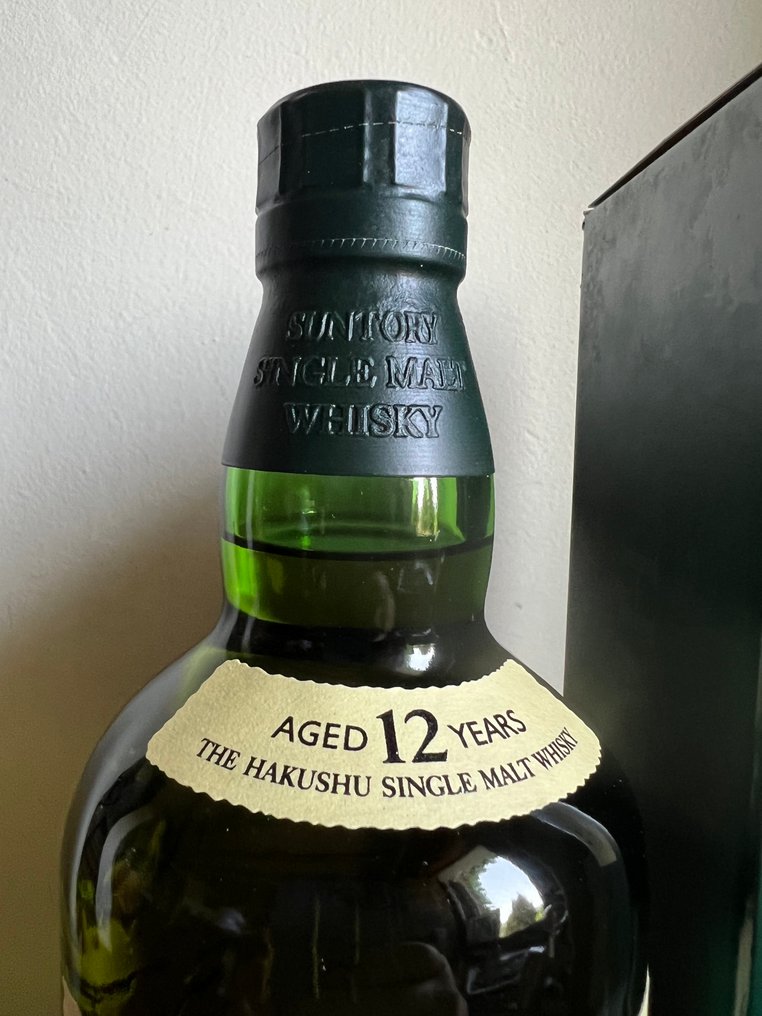 SUNTORY
SINGLE MALT
WHISKY
AGED 12 YEARS
THE HAKUSHU SINGLE MALT WHISKY